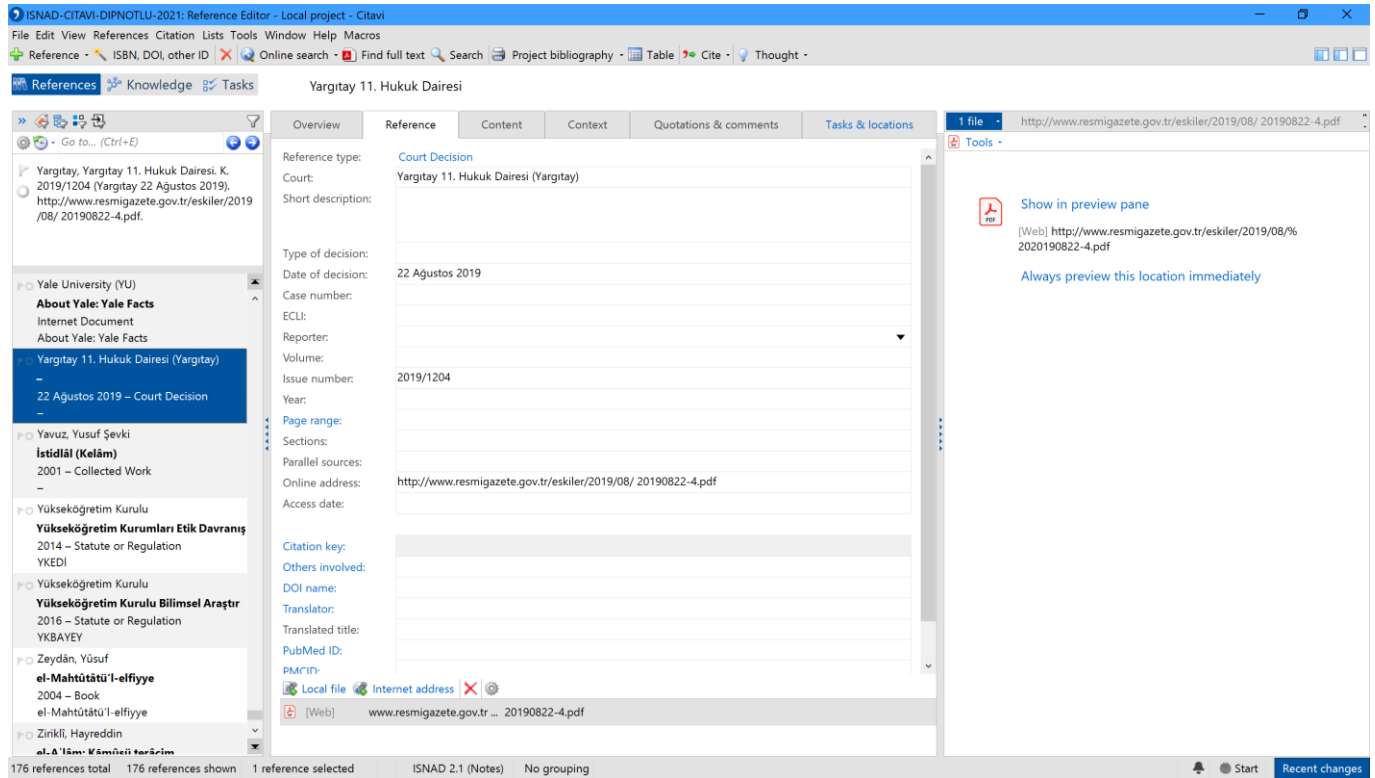 ISNAD-CITAVI-DIPNOTLU-2021: Reference Editor - Local project - Citavi
File Edit View References Citation Lists Tools Window Help Macros
Reference ISBN, DOI, other ID Online search Find full text Search Project bibliography Table Cite Thought
References Knowledge Tasks Yargıtay 11. Hukuk Dairesi
Go to... (Ctrl+E)
Yargıtay, Yargıtay 11. Hukuk Dairesi. K.
2019/1204 (Yargıtay 22 Ağustos 2019).
http://www.resmigazete.gov.tr/eskiler/2019
/08/ 20190822-4.pdf.
Yale University (YU)
About Yale: Yale Facts
Internet Document
About Yale: Yale Facts
Yargıtay 11. Hukuk Dairesi (Yargıtay)
–
22 Ağustos 2019 – Court Decision
–
Yavuz, Yusuf Şevki
İstidlâl (Kelâm)
2001 – Collected Work
–
Yükseköğretim Kurulu
Yükseköğretim Kurumları Etik Davranış
2014 – Statute or Regulation
YKEDİ
Yükseköğretim Kurulu
Yükseköğretim Kurulu Bilimsel Araştır
2016 – Statute or Regulation
YKBAYEY
Zeydân, Yûsuf
el-Mahtûtâtü’l-elfiyye
2004 – Book
el-Mahtûtâtü’l-elfiyye
Ziriklî, Hayreddin
el-Aʿlâm: Kāmûsü terâcim
Overview Reference Content Context Quotations & comments Tasks & locations
Reference type: Court Decision
Court: Yargıtay 11. Hukuk Dairesi (Yargıtay)
Short description:
Type of decision:
Date of decision: 22 Ağustos 2019
Case number:
ECLI:
Reporter:
Volume:
Issue number: 2019/1204
Year:
Page range:
Sections:
Parallel sources:
Online address: http://www.resmigazete.gov.tr/eskiler/2019/08/ 20190822-4.pdf
Access date:
Citation key:
Others involved:
DOI name:
Translator:
Translated title:
PubMed ID:
PMCID:
Local file Internet address
[Web] www.resmigazete.gov.tr ... 20190822-4.pdf
1 file http://www.resmigazete.gov.tr/eskiler/2019/08/ 20190822-4.pdf
Tools
Show in preview pane
PDF
[Web] http://www.resmigazete.gov.tr/eskiler/2019/08/%
2020190822-4.pdf
Always preview this location immediately
176 references total 176 references shown 1 reference selected ISNAD 2.1 (Notes) No grouping Start Recent changes